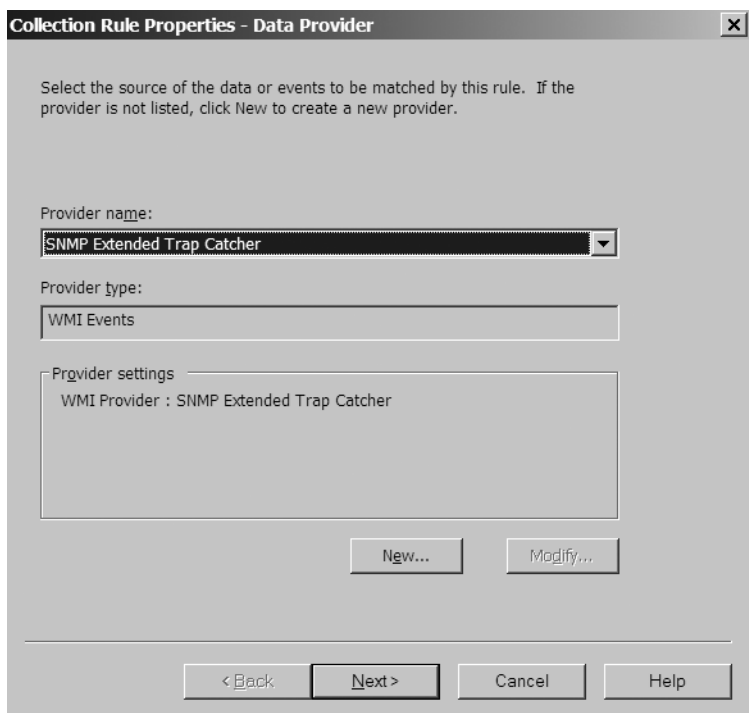 Collection Rule Properties - Data Provider
Select the source of the data or events to be matched by this rule. If the
provider is not listed, click New to create a new provider.
Provider name:
SNMP Extended Trap Catcher
Provider type:
WMI Events
Provider settings
WMI Provider : SNMP Extended Trap Catcher
New... Modify...
< Back Next > Cancel Help